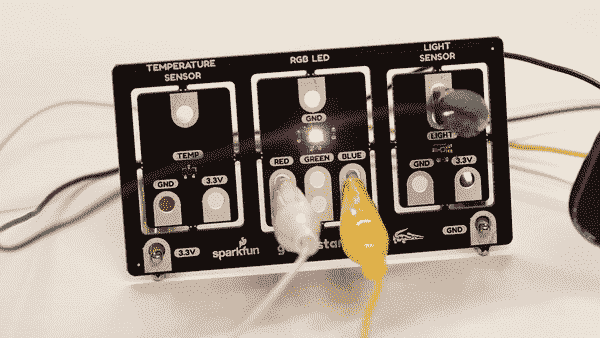 TEMPERATURE
SENSOR
RGB LED
LIGHT
SENSOR
GND
LIGHT
TEMP
RED
GREEN
BLUE
GND
3.3V
GND
3.3V
3.3V
sparkfun
GND